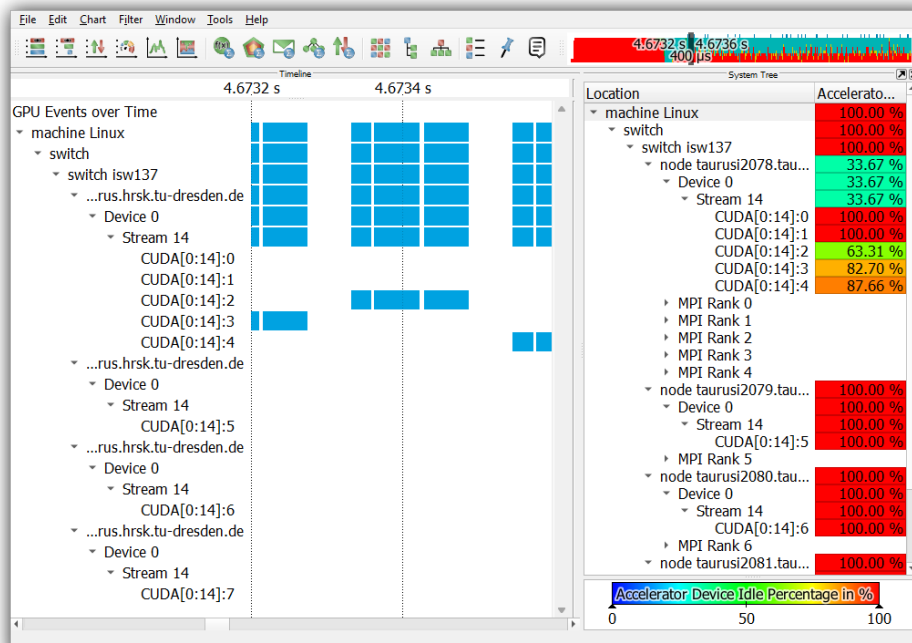 File Edit Chart Filter Window Tools Help
4.6732 s 4.6736 s
400 µs
Timeline
4.6732 s 4.6734 s
GPU Events over Time
machine Linux
switch
switch isw137
...rus.hrsk.tu-dresden.de
Device 0
Stream 14
CUDA[0:14]:0
CUDA[0:14]:1
CUDA[0:14]:2
CUDA[0:14]:3
CUDA[0:14]:4
...rus.hrsk.tu-dresden.de
Device 0
Stream 14
CUDA[0:14]:5
...rus.hrsk.tu-dresden.de
Device 0
Stream 14
CUDA[0:14]:6
...rus.hrsk.tu-dresden.de
Device 0
Stream 14
CUDA[0:14]:7
System Tree
Location Accelerato...
machine Linux 100.00 %
switch 100.00 %
switch isw137 100.00 %
node taurusi2078.tau... 33.67 %
Device 0 33.67 %
Stream 14 33.67 %
CUDA[0:14]:0 100.00 %
CUDA[0:14]:1 100.00 %
CUDA[0:14]:2 63.31 %
CUDA[0:14]:3 82.70 %
CUDA[0:14]:4 87.66 %
MPI Rank 0
MPI Rank 1
MPI Rank 2
MPI Rank 3
MPI Rank 4
node taurusi2079.tau... 100.00 %
Device 0 100.00 %
Stream 14 100.00 %
CUDA[0:14]:5 100.00 %
MPI Rank 5
node taurusi2080.tau... 100.00 %
Device 0 100.00 %
Stream 14 100.00 %
CUDA[0:14]:6 100.00 %
MPI Rank 6
node taurusi2081.tau... 100.00 %
Accelerator Device Idle Percentage in %
0 50 100